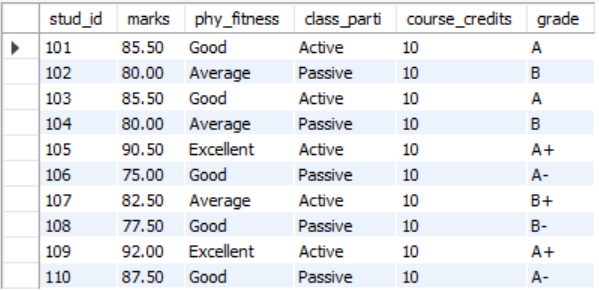 stud_id marks phy_fitness class_parti course_credits grade
101 85.50 Good Active 10 A
102 80.00 Average Passive 10 B
103 85.50 Good Active 10 A
104 80.00 Average Passive 10 B
105 90.50 Excellent Active 10 A+
106 75.00 Good Passive 10 A-
107 82.50 Average Active 10 B+
108 77.50 Good Passive 10 B-
109 92.00 Excellent Active 10 A+
110 87.50 Good Passive 10 A-